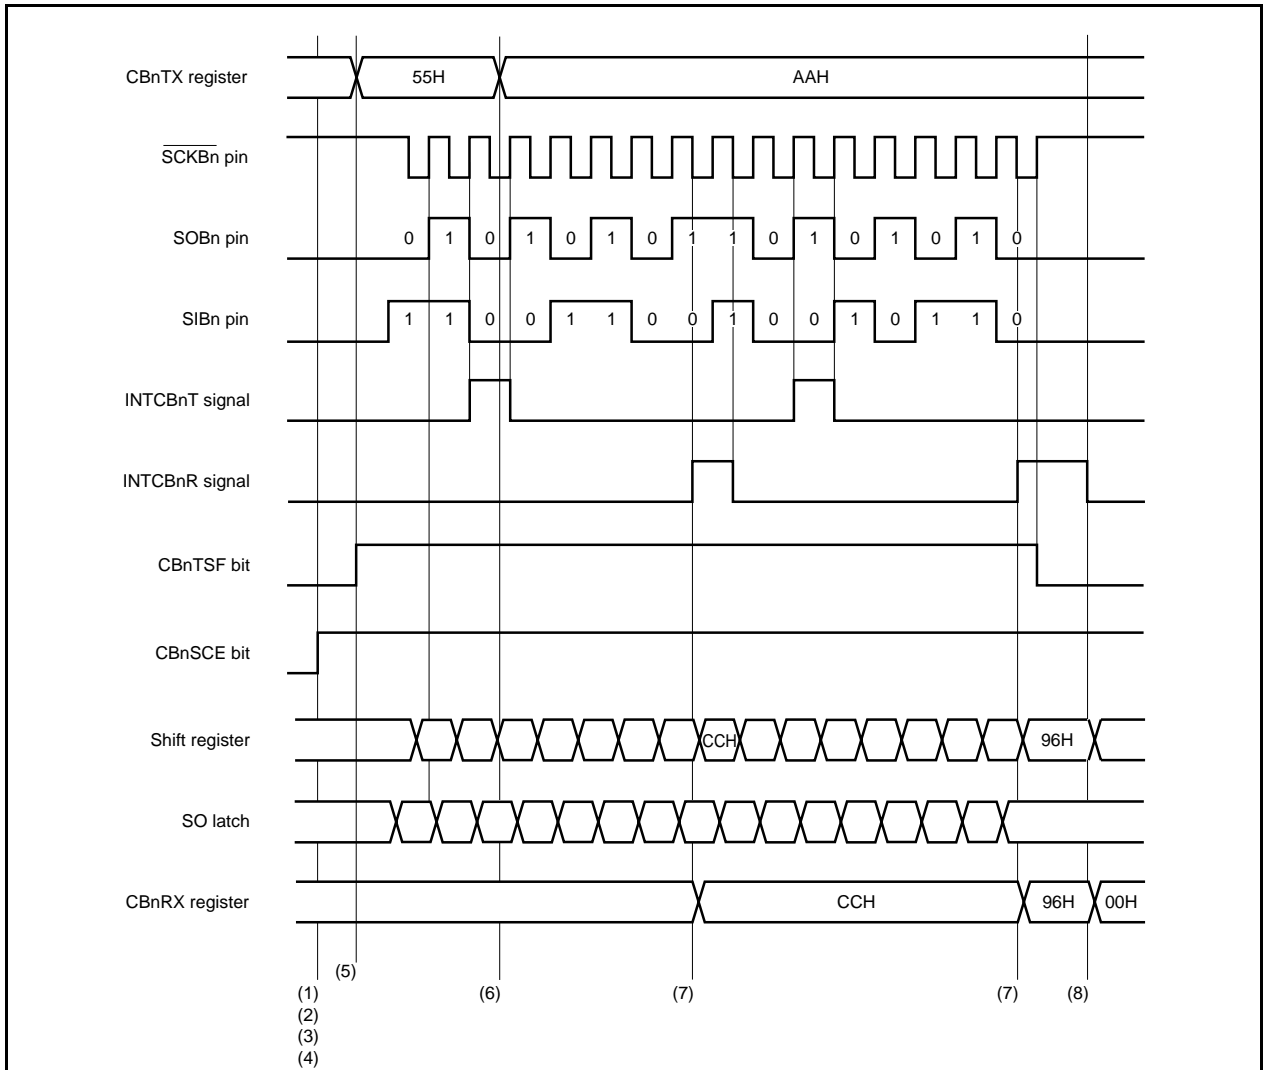 CBnTX register 55H AAH
SCKBn pin
SOBn pin 0 1 0 1 0 1 0 1 1 0 1 0 1 0 1 0
SIBn pin 1 1 0 0 1 1 0 0 1 0 0 1 0 1 1 0
INTCBnT signal
INTCBnR signal
CBnTSF bit
CBnSCE bit
Shift register CCH 96H
SO latch
CBnRX register CCH 96H 00H
(5)
(1) (6) (7) (7) (8)
(2)
(3)
(4)